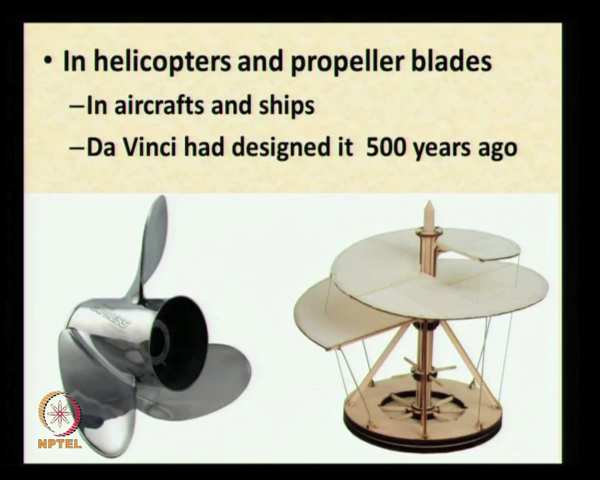 • In helicopters and propeller blades
–In aircrafts and ships
–Da Vinci had designed it 500 years ago
NPTEL